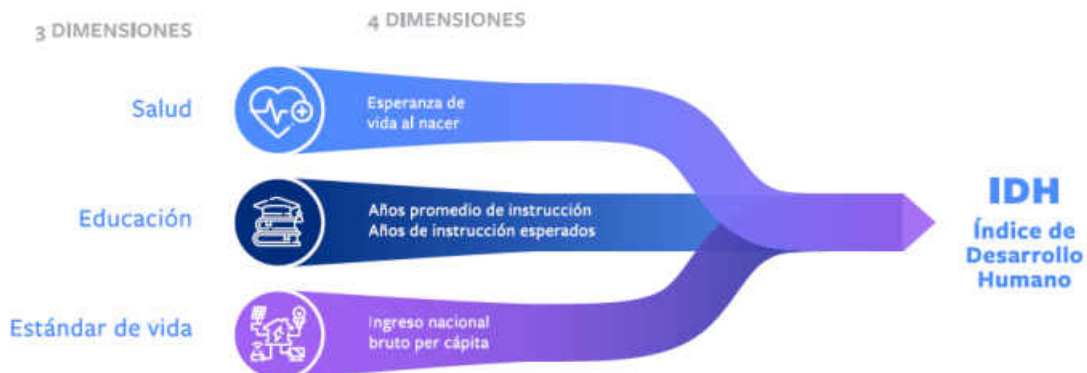 3 DIMENSIONES
4 DIMENSIONES
Salud
Esperanza de
vida al nacer
Educación
Años promedio de instrucción
Años de instrucción esperados
Estándar de vida
Ingreso nacional
bruto per cápita
IDH
Índice de
Desarrollo
Humano